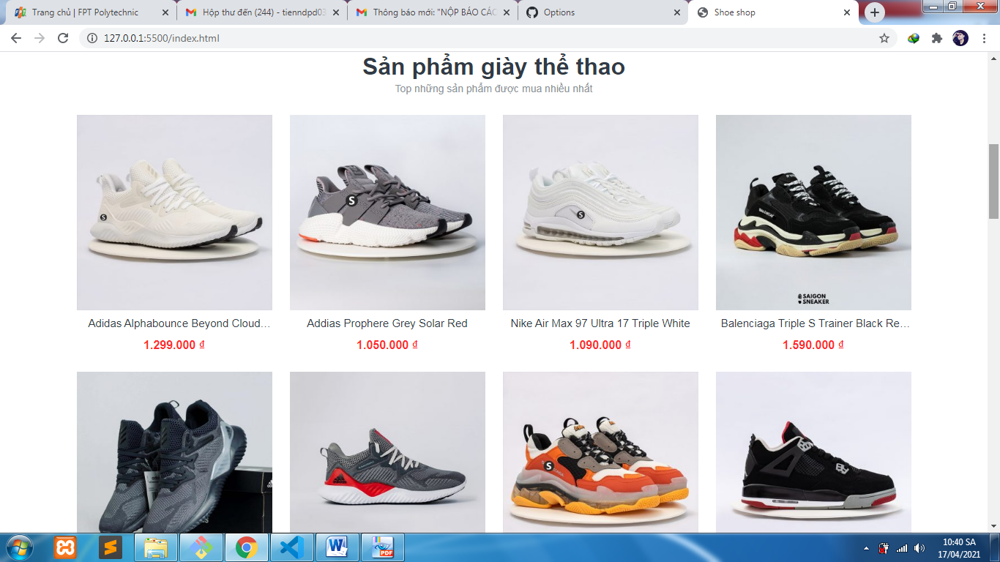 Trang chủ | FPT Polytechnic
Hộp thư đến (244) - tienndpd03
Thông báo mới: "NỘP BÁO CÁC
Options
Shoe shop
127.0.0.1:5500/index.html
Sản phẩm giày thể thao
Top những sản phẩm được mua nhiều nhất
S
S
S
BALENCIAGA
SAIGON
SNEAKER
Adidas Alphabounce Beyond Cloud…
Addias Prophere Grey Solar Red
Nike Air Max 97 Ultra 17 Triple White
Balenciaga Triple S Trainer Black Re…
1.299.000 ₫
1.050.000 ₫
1.090.000 ₫
1.590.000 ₫
adidas
S
PDF
10:40 SA
17/04/2021